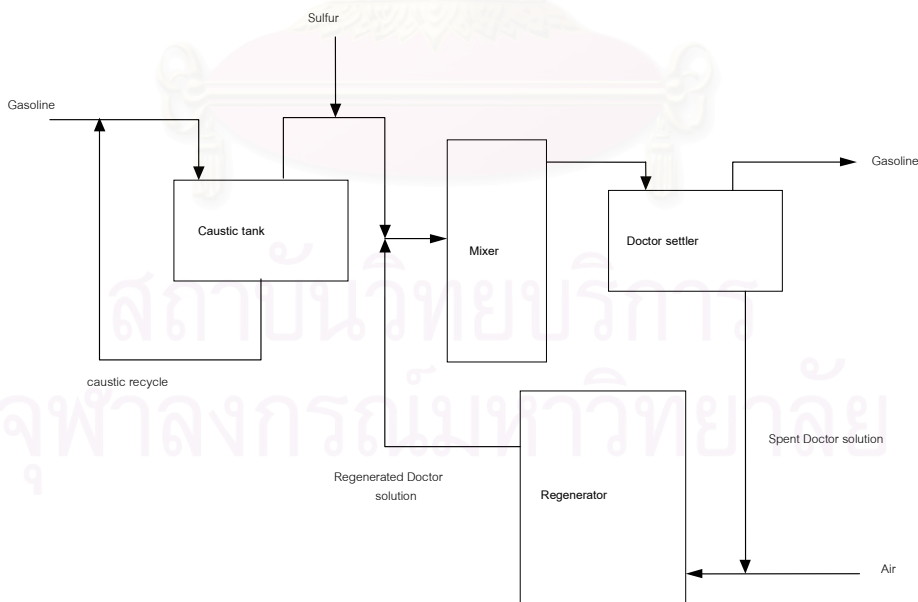 Sulfur
Gasoline
Gasoline
Caustic tank
Mixer
Doctor settler
caustic recycle
Regenerated Doctor
solution
Spent Doctor solution
Regenerator
Air
สถาบันวิทยบริการ
จุฬาลงกรณ์มหาวิทยาลัย